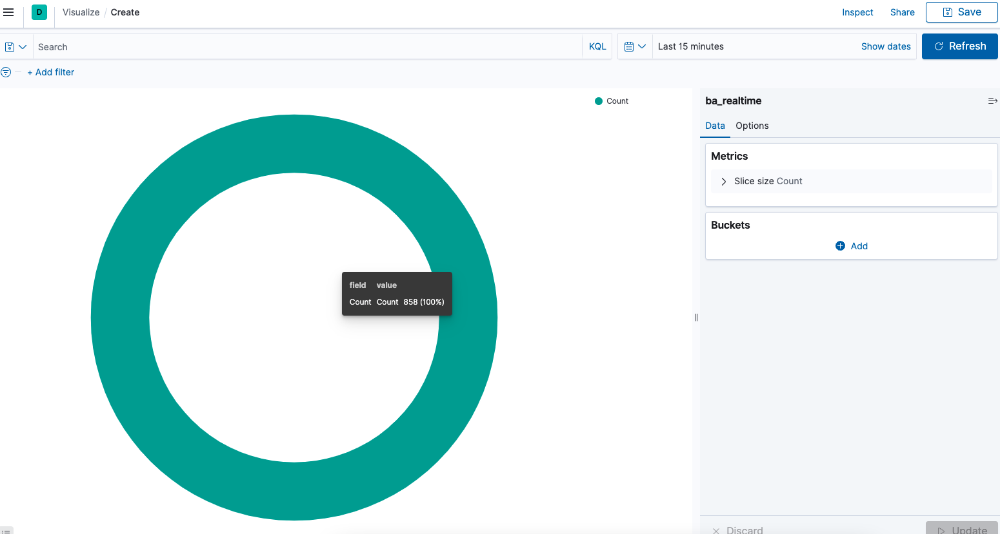 D Visualize / Create Inspect Share Save
Search KQL Last 15 minutes Show dates Refresh
+ Add filter
Count
ba_realtime
Data Options
Metrics
Slice size Count
Buckets
Add
field value
Count Count 858 (100%)
Discard Update